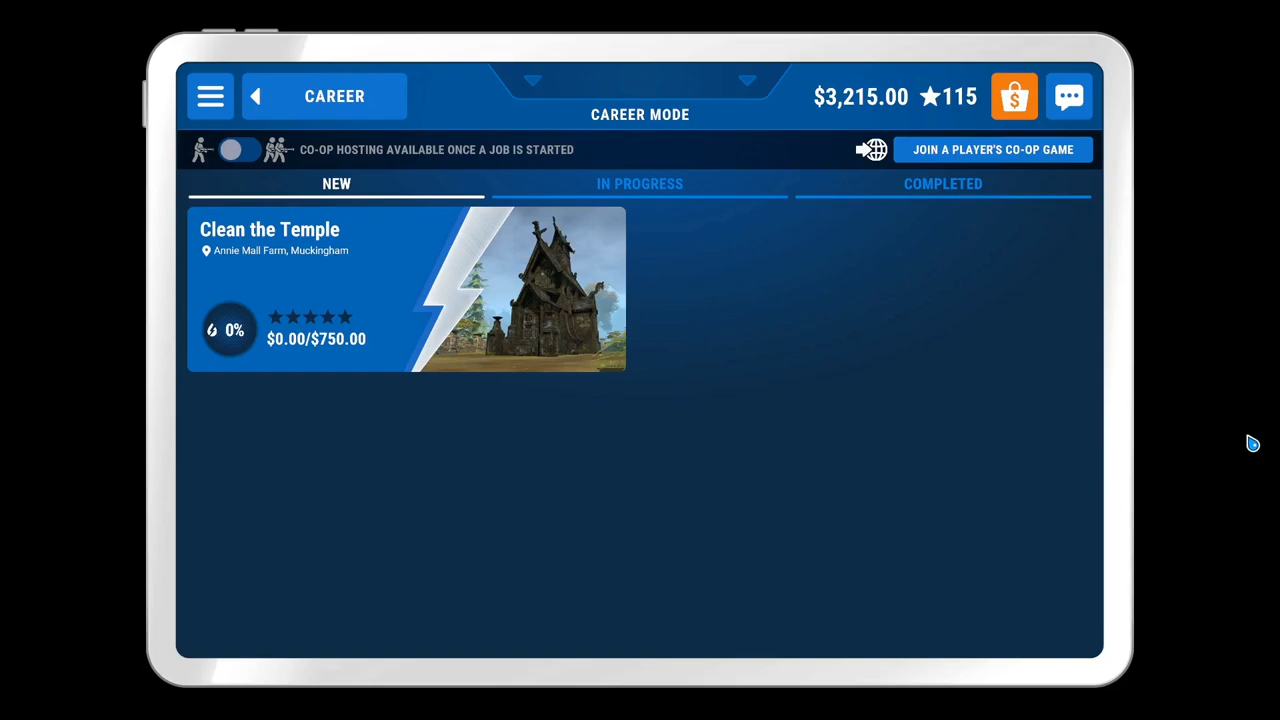 CAREER
$3,215.00 ★115
$
CAREER MODE
CO-OP HOSTING AVAILABLE ONCE A JOB IS STARTED
JOIN A PLAYER'S CO-OP GAME
NEW
IN PROGRESS
COMPLETED
Clean the Temple
Annie Mall Farm, Muckingham
0%
$0.00/$750.00